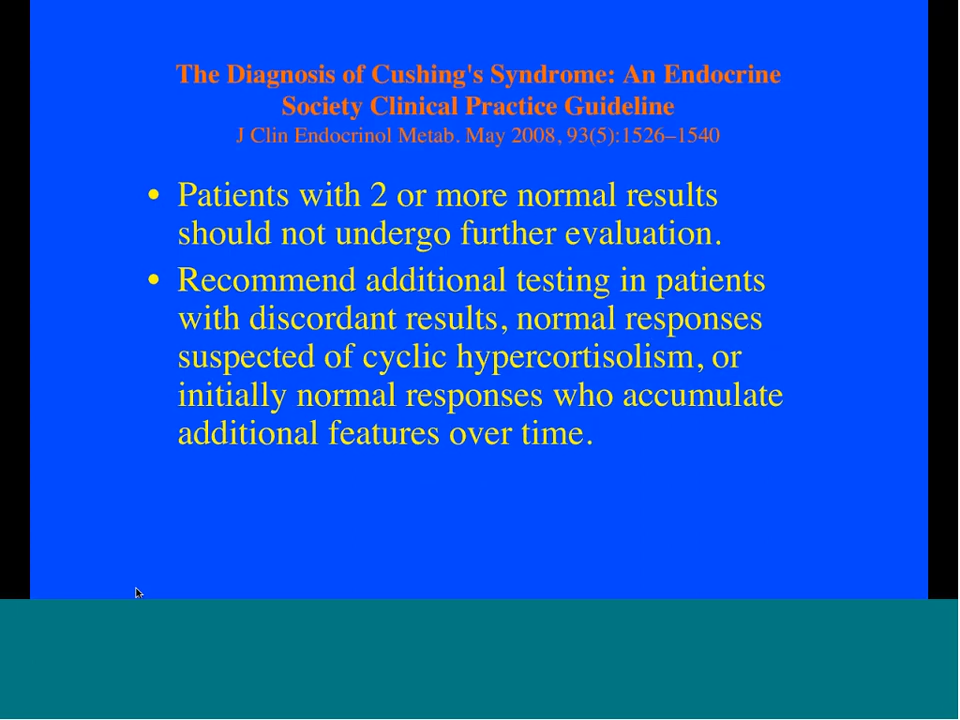 The Diagnosis of Cushing's Syndrome: An Endocrine
Society Clinical Practice Guideline
J Clin Endocrinol Metab. May 2008, 93(5):1526–1540
• Patients with 2 or more normal results
should not undergo further evaluation.
• Recommend additional testing in patients
with discordant results, normal responses
suspected of cyclic hypercortisolism, or
initially normal responses who accumulate
additional features over time.